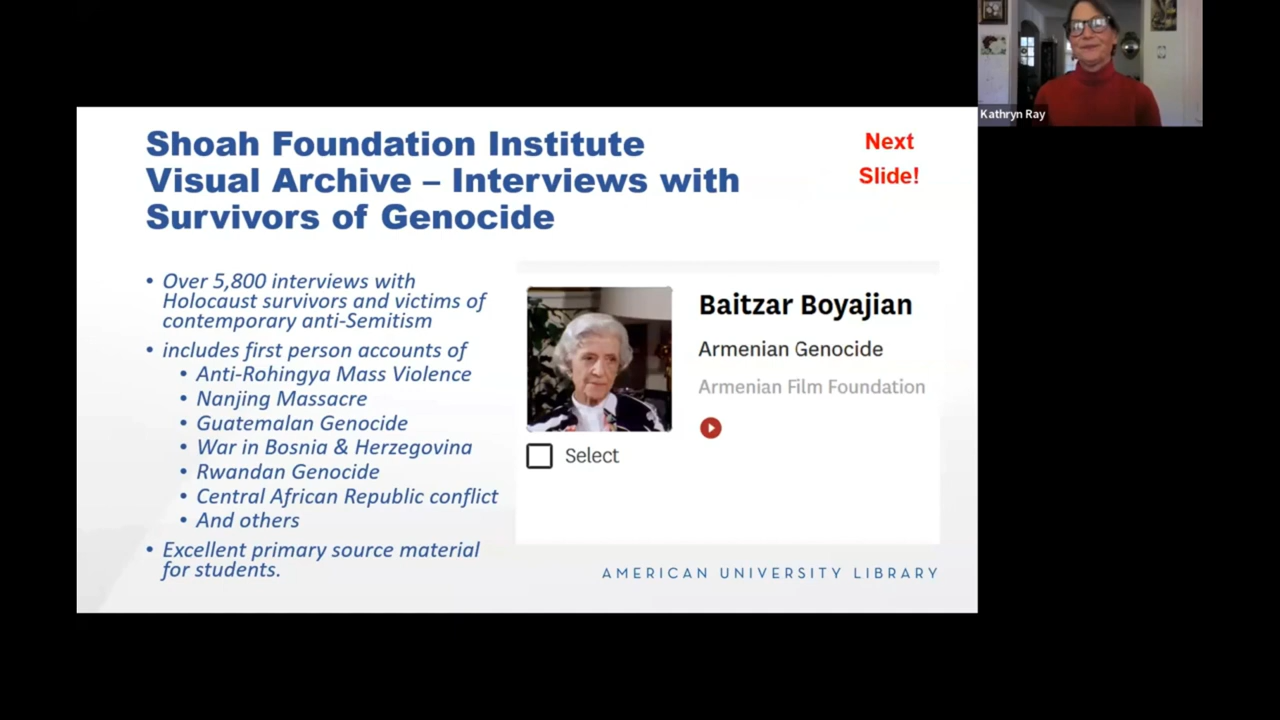 Kathryn Ray
Shoah Foundation Institute
Visual Archive – Interviews with
Survivors of Genocide
Next
Slide!
• Over 5,800 interviews with
Holocaust survivors and victims of
contemporary anti-Semitism
• includes first person accounts of
• Anti-Rohingya Mass Violence
• Nanjing Massacre
• Guatemalan Genocide
• War in Bosnia & Herzegovina
• Rwandan Genocide
• Central African Republic conflict
• And others
• Excellent primary source material
for students.
Baitzar Boyajian
Armenian Genocide
Armenian Film Foundation
Select
AMERICAN UNIVERSITY LIBRARY